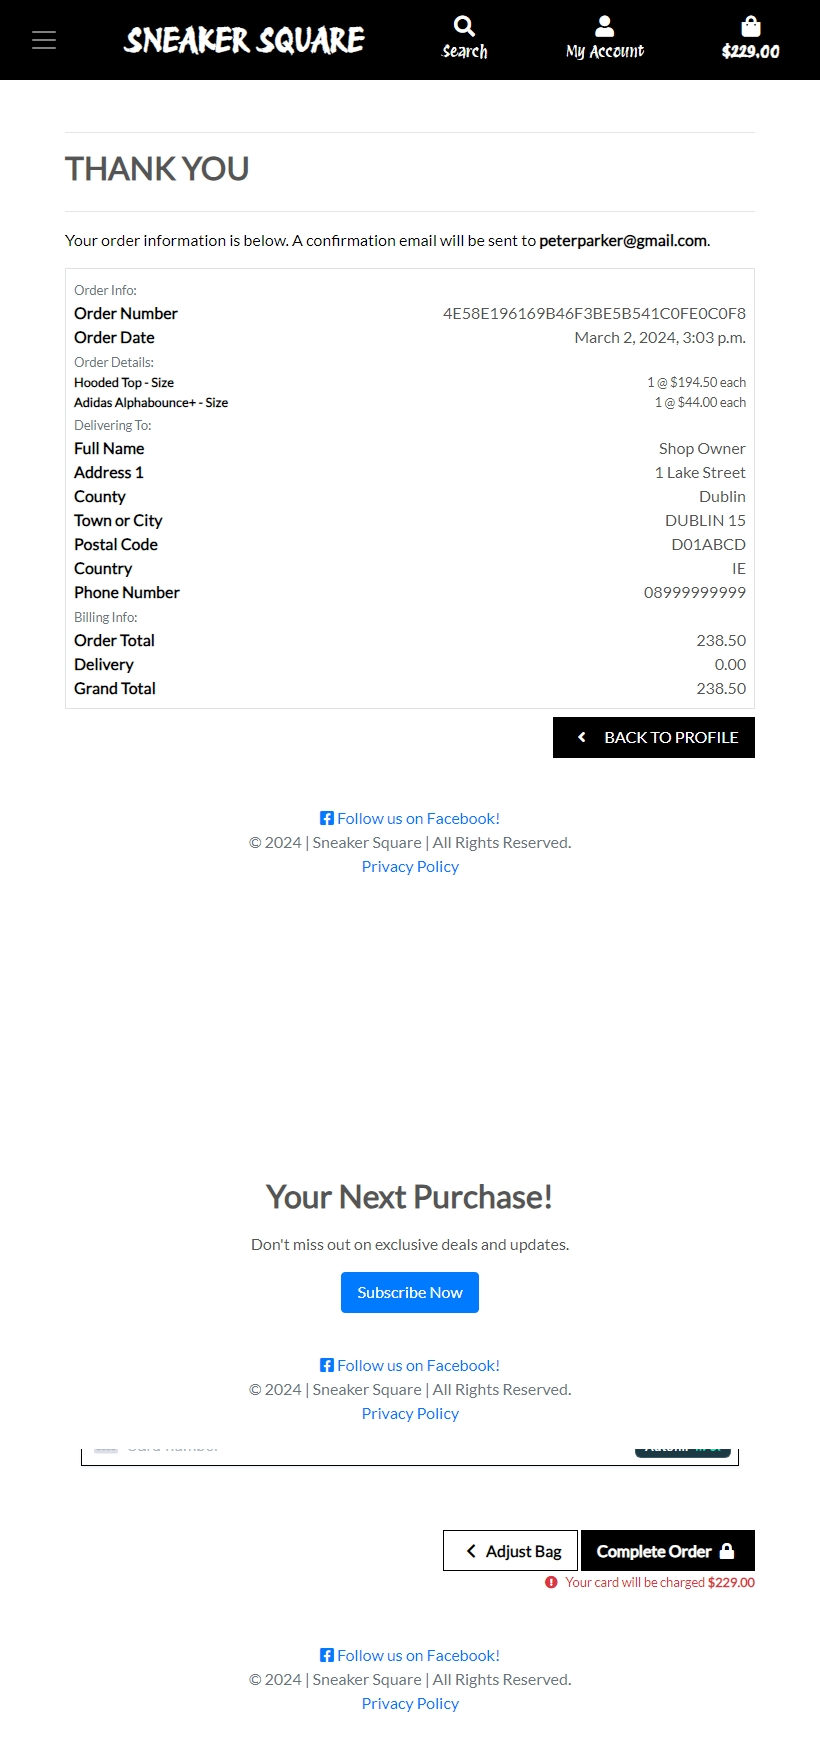 SNEAKER SQUARE
Search
My Account
$229.00
THANK YOU
Your order information is below. A confirmation email will be sent to peterparker@gmail.com.
Order Info:
Order Number 4E58E196169B46F3BE5B541C0FE0C0F8
Order Date March 2, 2024, 3:03 p.m.
Order Details:
Hooded Top - Size 1 @ $194.50 each
Adidas Alphabounce+ - Size 1 @ $44.00 each
Delivering To:
Full Name Shop Owner
Address 1 1 Lake Street
County Dublin
Town or City DUBLIN 15
Postal Code D01ABCD
Country IE
Phone Number 08999999999
Billing Info:
Order Total 238.50
Delivery 0.00
Grand Total 238.50
BACK TO PROFILE
Follow us on Facebook!
© 2024 | Sneaker Square | All Rights Reserved.
Privacy Policy
Your Next Purchase!
Don't miss out on exclusive deals and updates.
Subscribe Now
Follow us on Facebook!
© 2024 | Sneaker Square | All Rights Reserved.
Privacy Policy
Adjust Bag Complete Order
Your card will be charged $229.00
Follow us on Facebook!
© 2024 | Sneaker Square | All Rights Reserved.
Privacy Policy